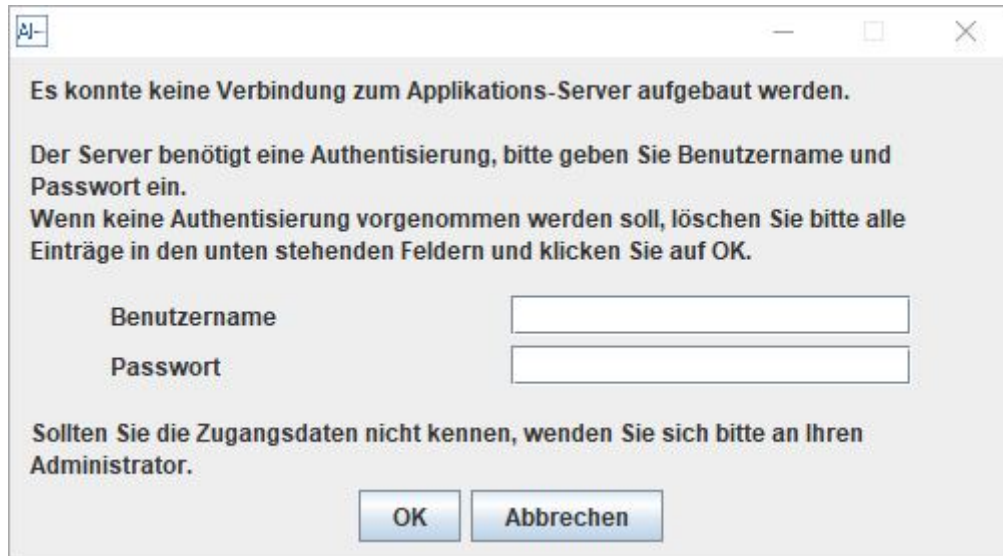 Es konnte keine Verbindung zum Applikations-Server aufgebaut werden.
Der Server benötigt eine Authentisierung, bitte geben Sie Benutzername und
Passwort ein.
Wenn keine Authentisierung vorgenommen werden soll, löschen Sie bitte alle
Einträge in den unten stehenden Feldern und klicken Sie auf OK.
Benutzername
Passwort
Sollten Sie die Zugangsdaten nicht kennen, wenden Sie sich bitte an Ihren
Administrator.
OK Abbrechen